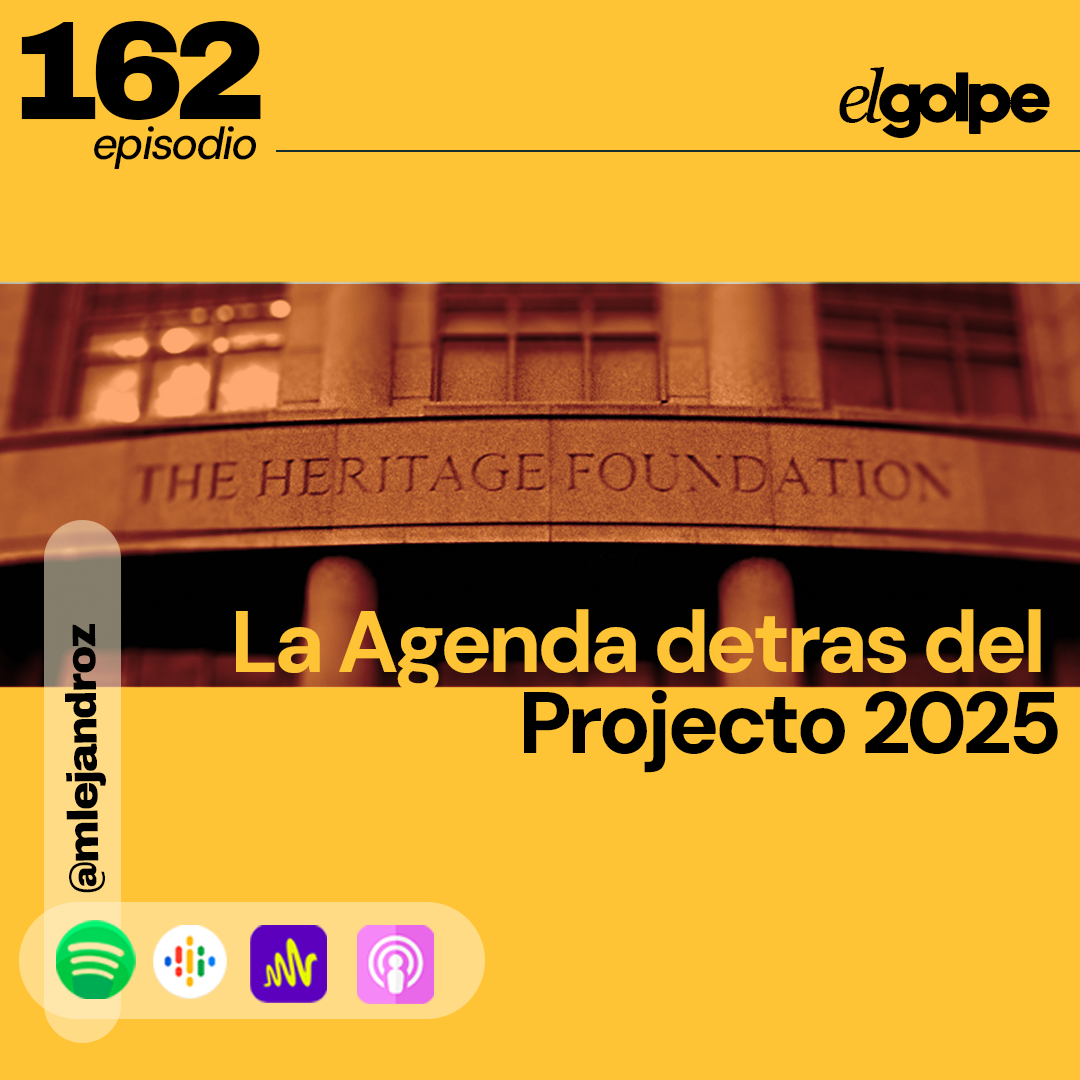 162
episodio
elgolpe
THE HERITAGE FOUNDATION
La Agenda detras del
Projecto 2025
@mlejandroz